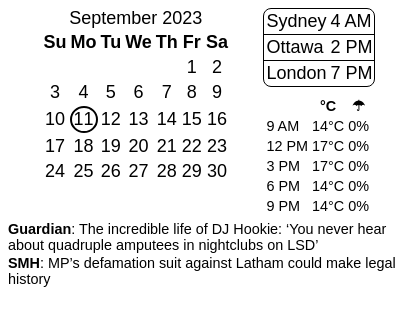 September 2023
Su Mo Tu We Th Fr Sa
1 2
3 4 5 6 7 8 9
10 11 12 13 14 15 16
17 18 19 20 21 22 23
24 25 26 27 28 29 30
Sydney 4 AM
Ottawa 2 PM
London 7 PM
°C ☂
9 AM 14°C 0%
12 PM 17°C 0%
3 PM 17°C 0%
6 PM 14°C 0%
9 PM 14°C 0%
Guardian: The incredible life of DJ Hookie: ‘You never hear
about quadruple amputees in nightclubs on LSD’
SMH: MP’s defamation suit against Latham could make legal
history